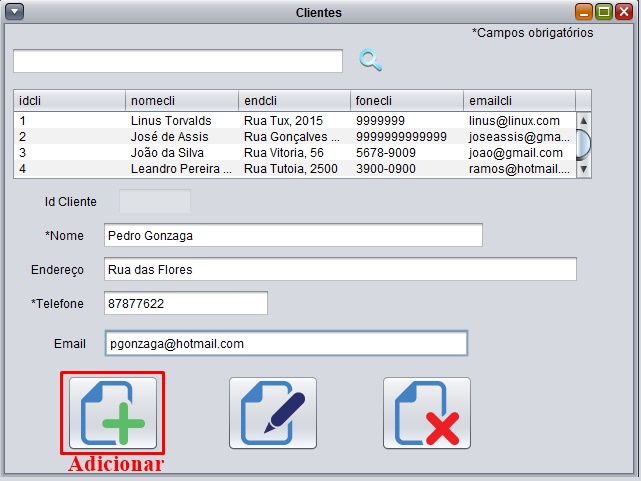 Clientes
*Campos obrigatórios
idcli nomecli endcli fonecli emailcli
1 Linus Torvalds Rua Tux, 2015 9999999 linus@linux.com
2 José de Assis Rua Gonçalves ... 9999999999999 joseassis@gma...
3 João da Silva Rua Vitoria, 56 5678-9009 joao@gmail.com
4 Leandro Pereira ... Rua Tutoia, 2500 3900-0900 ramos@hotmail....
Id Cliente
*Nome Pedro Gonzaga
Endereço Rua das Flores
*Telefone 87877622
Email pgonzaga@hotmail.com
Adicionar